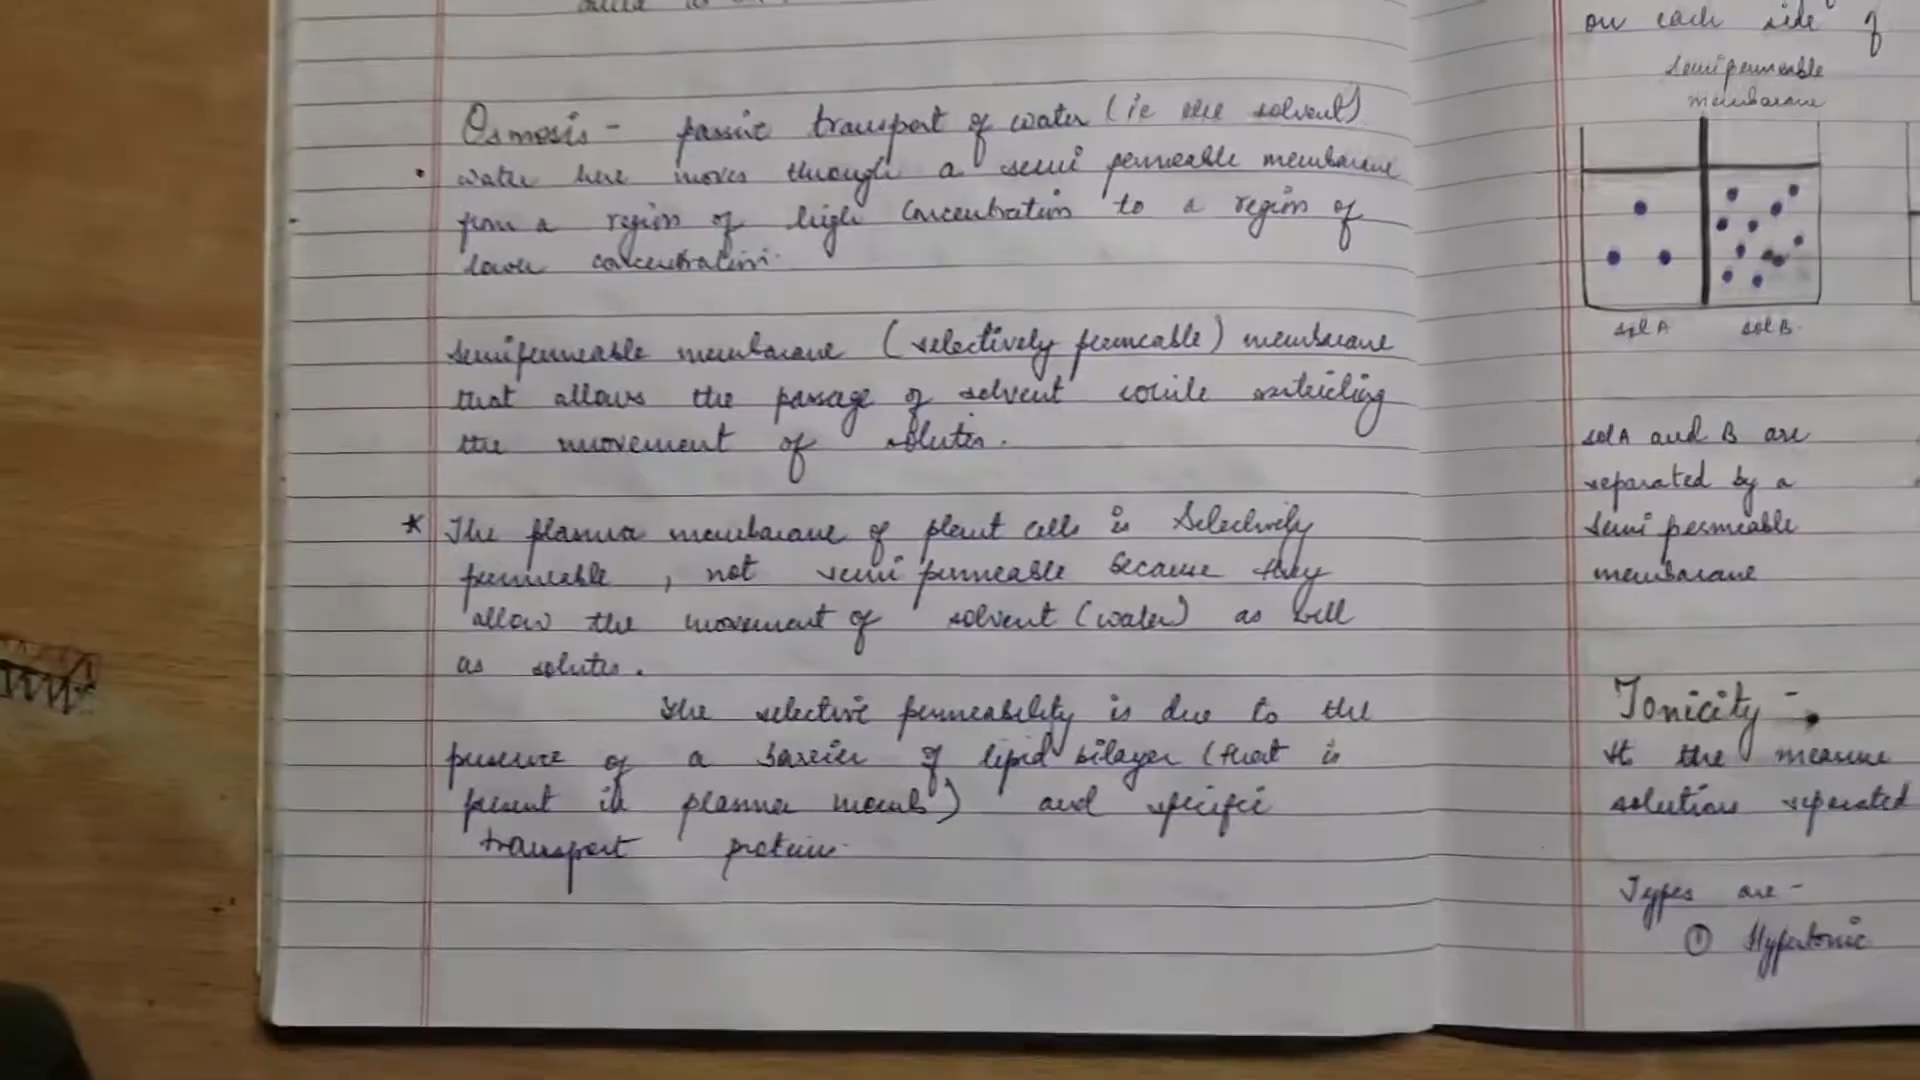 Osmosis - passive transport of water (ie the solvent)
water here moves through a semi permeable membrane
from a region of high concentration to a region of
lower concentration.
semipermeable membrane (selectively permeable) membrane
that allows the passage of solvent while restricting
the movement of solutes.
* The plasma membrane of plant cells is Selectively
permeable, not semi permeable because they
allow the movement of solvent (water) as well
as solutes.
The selective permeability is due to the
presence of a barrier of lipid bilayer (that is
present in plasma memb) and specific
transport proteins.
on each side of
semipermeable
membrane
sol A sol B.
sol A and B are
separated by a
semi permeable
membrane
Tonicity -
It the measure
solutions separated
Types are -
① Hypertonic